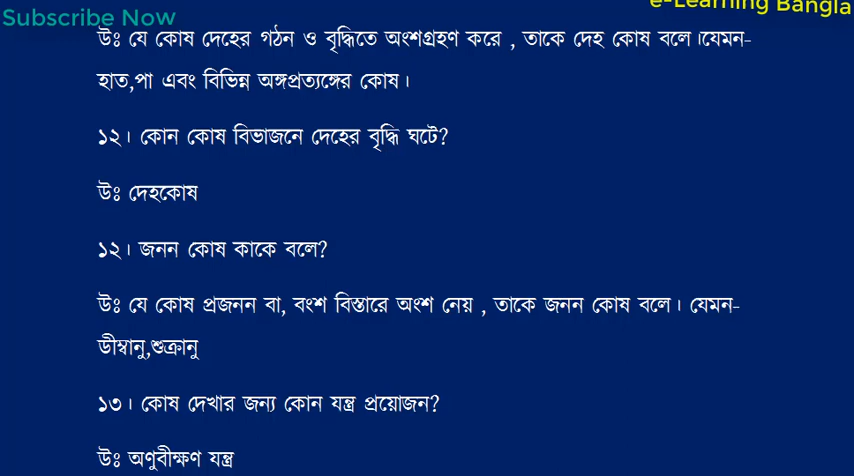 Subscribe Now
e-Learning Bangla
উঃ যে কোষ দেহের গঠন ও বৃদ্ধিতে অংশগ্রহণ করে , তাকে দেহ কোষ বলে।যেমন-
হাত,পা এবং বিভিন্ন অঙ্গপ্রত্যঙ্গের কোষ।
১২। কোন কোষ বিভাজনে দেহের বৃদ্ধি ঘটে?
উঃ দেহকোষ
১২। জনন কোষ কাকে বলে?
উঃ যে কোষ প্রজনন বা, বংশ বিস্তারে অংশ নেয় , তাকে জনন কোষ বলে। যেমন-
ডীম্বানু,শুক্রানু
১৩। কোষ দেখার জন্য কোন যন্ত্র প্রয়োজন?
উঃ অণুবীক্ষণ যন্ত্র